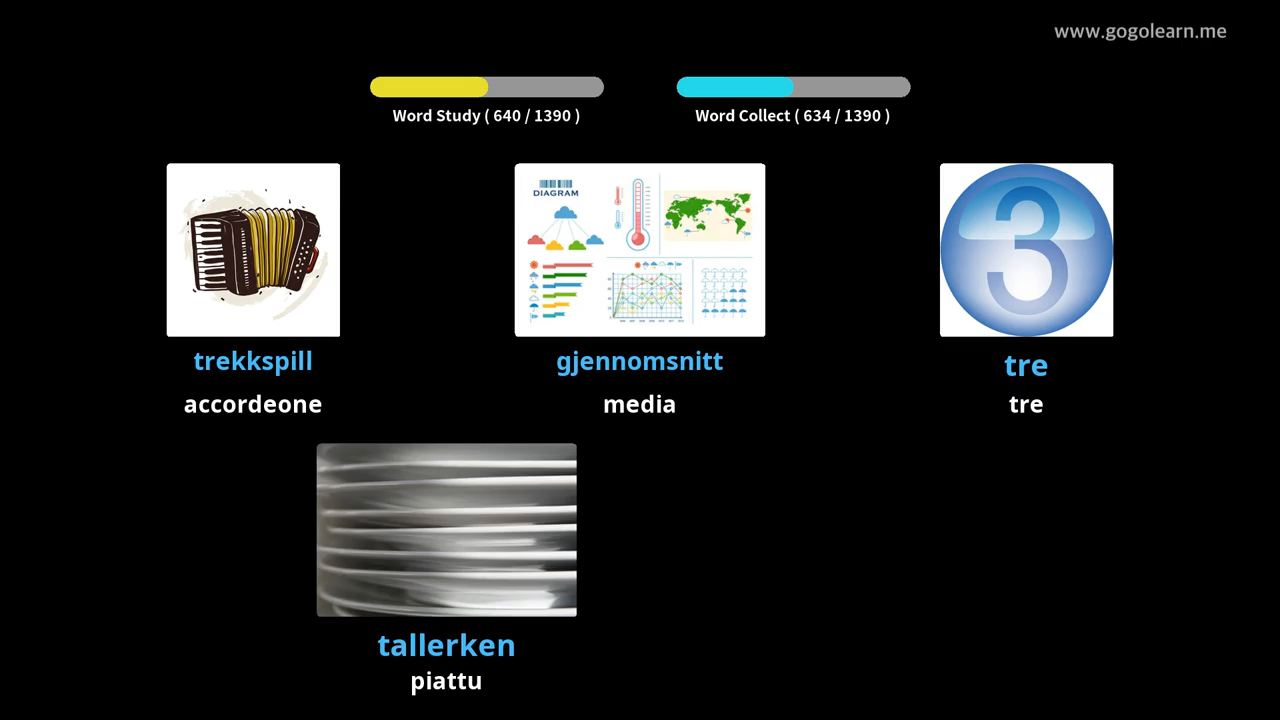 www.gogolearn.me
Word Study ( 640 / 1390 )
Word Collect ( 634 / 1390 )
DIAGRAM
3
trekkspill
gjennomsnitt
tre
accordeone
media
tre
tallerken
piattu